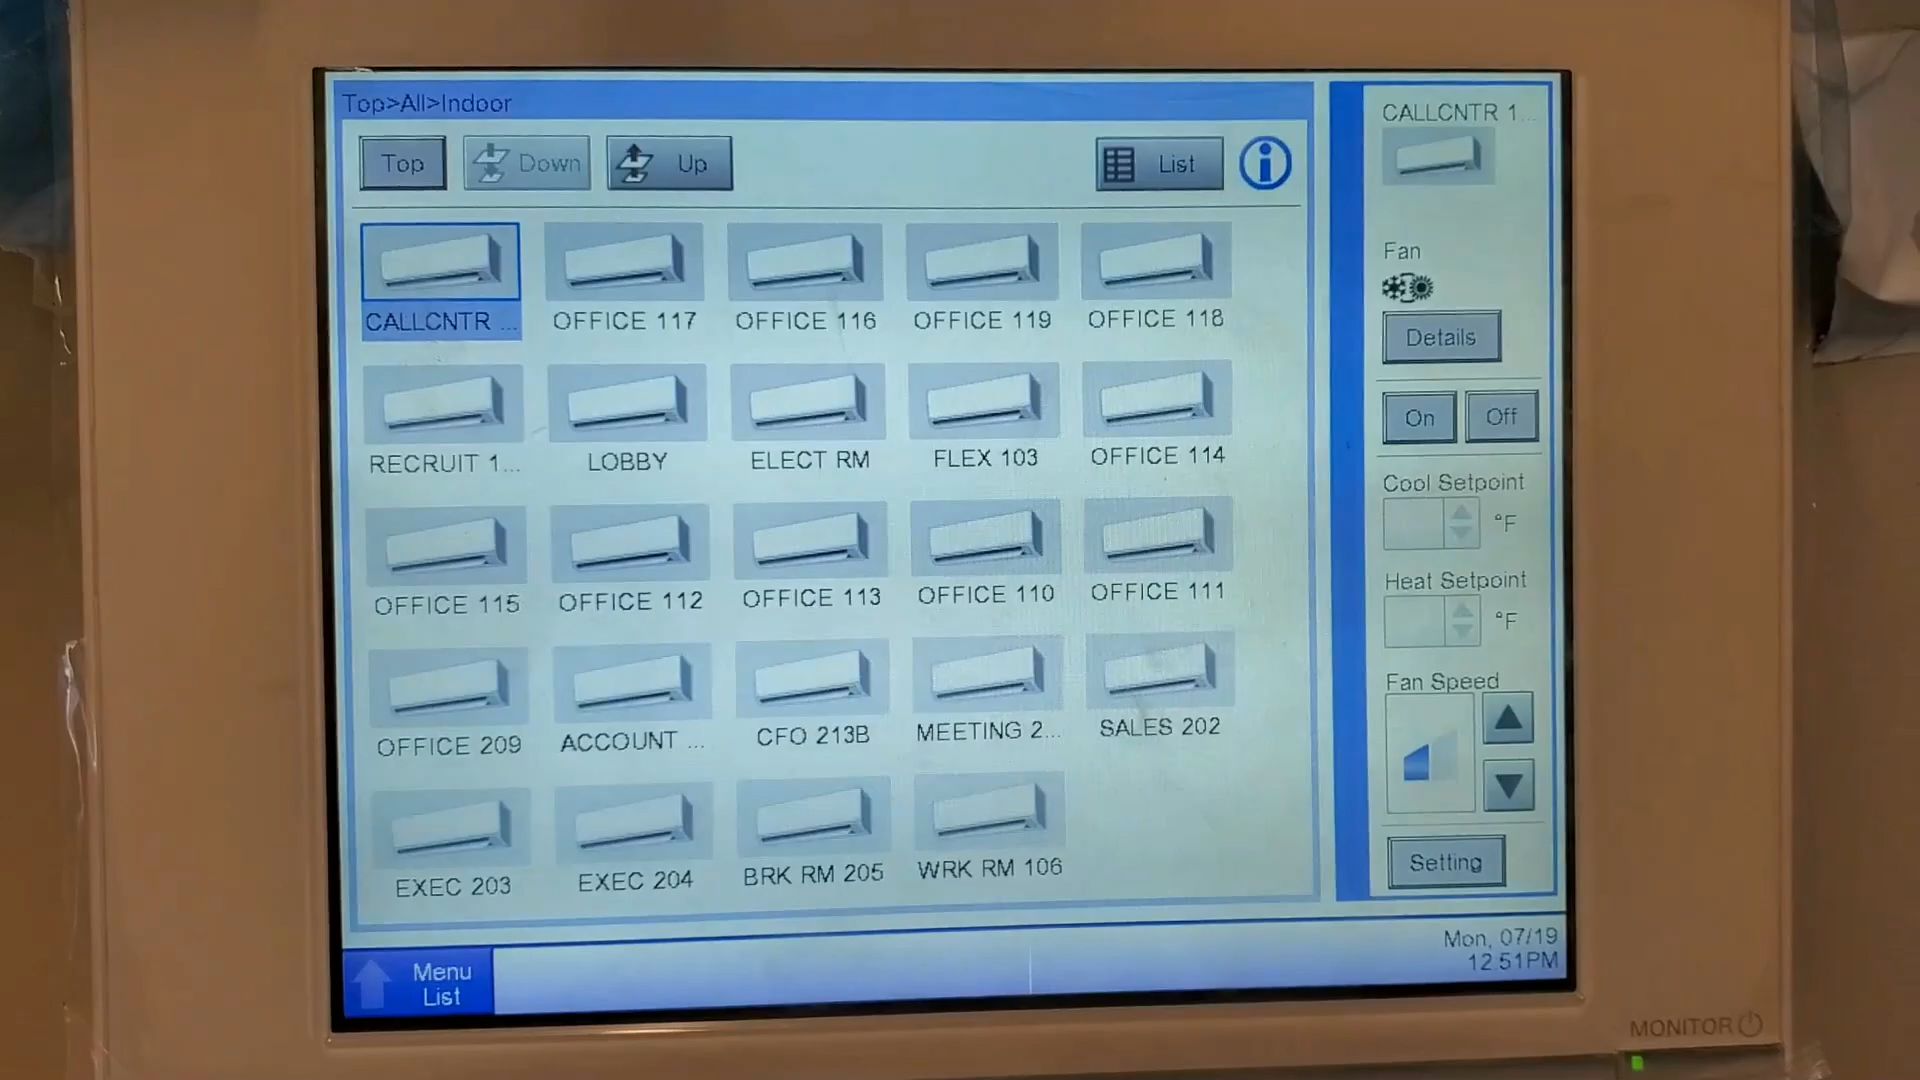 Top>All>Indoor
Top
Down
Up
List
CALLCNTR ...
OFFICE 117
OFFICE 116
OFFICE 119
OFFICE 118
RECRUIT 1...
LOBBY
ELECT RM
FLEX 103
OFFICE 114
OFFICE 115
OFFICE 112
OFFICE 113
OFFICE 110
OFFICE 111
OFFICE 209
ACCOUNT ...
CFO 213B
MEETING 2...
SALES 202
EXEC 203
EXEC 204
BRK RM 205
WRK RM 106
CALLCNTR 1...
Fan
Details
On
Off
Cool Setpoint
°F
Heat Setpoint
°F
Fan Speed
Setting
Menu
List
Mon, 07/19
12:51PM
MONITOR